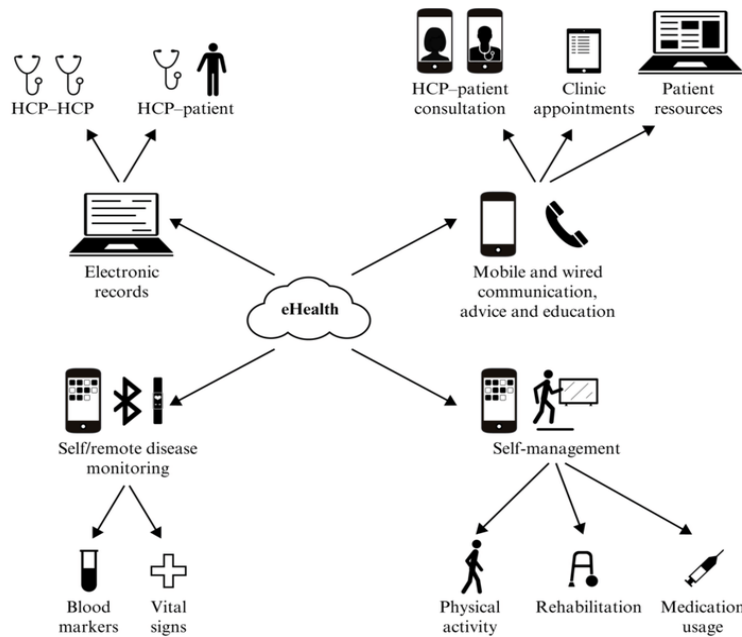 HCP–HCP
HCP–patient
HCP–patient
consultation
Clinic
appointments
Patient
resources
Electronic
records
Mobile and wired
communication,
advice and education
eHealth
Self/remote disease
monitoring
Self-management
Blood
markers
Vital
signs
Physical
activity
Rehabilitation
Medication
usage